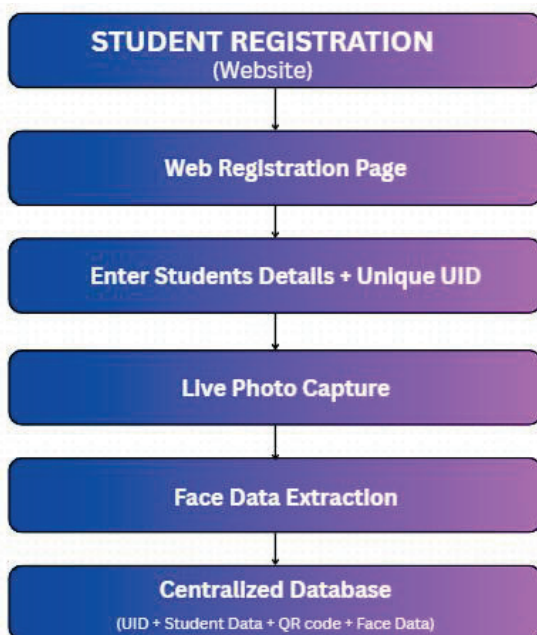 STUDENT REGISTRATION
(Website)
Web Registration Page
Enter Students Details + Unique UID
Live Photo Capture
Face Data Extraction
Centralized Database
(UID + Student Data + QR code + Face Data)